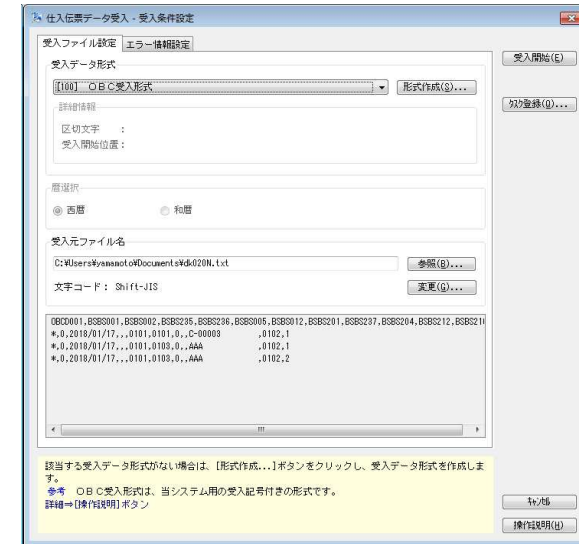 仕入伝票データ受入 - 受入条件設定
受入ファイル設定 エラー情報設定
受入開始(E)
受入データ形式
[100] OBC受入形式 形式作成(S)...
タスク登録(Q)...
詳細情報
区切文字 :
受入開始位置:
暦選択
西暦 和暦
受入元ファイル名
C:¥Users¥yamamoto¥Documents¥dk020N.txt 参照(B)...
文字コード: Shift-JIS 変更(G)...
OBCD001,BSBS001,BSBS002,BSBS235,BSBS236,BSBS005,BSBS012,BSBS201,BSBS237,BSBS204,BSBS212,BSBS21
*,0,2018/01/17,,,0101,0101,0,,C-00003 ,0102,1
*,0,2018/01/17,,,0101,0103,0,,AAA ,0102,1
*,0,2018/01/17,,,0101,0103,0,,AAA ,0102,2
該当する受入データ形式がない場合は、[形式作成...]ボタンをクリックし、受入データ形式を作成しま
す。
参考 OBC受入形式は、当システム用の受入記号付きの形式です。
詳細⇒[操作説明]ボタン
キャンセル
操作説明(H)